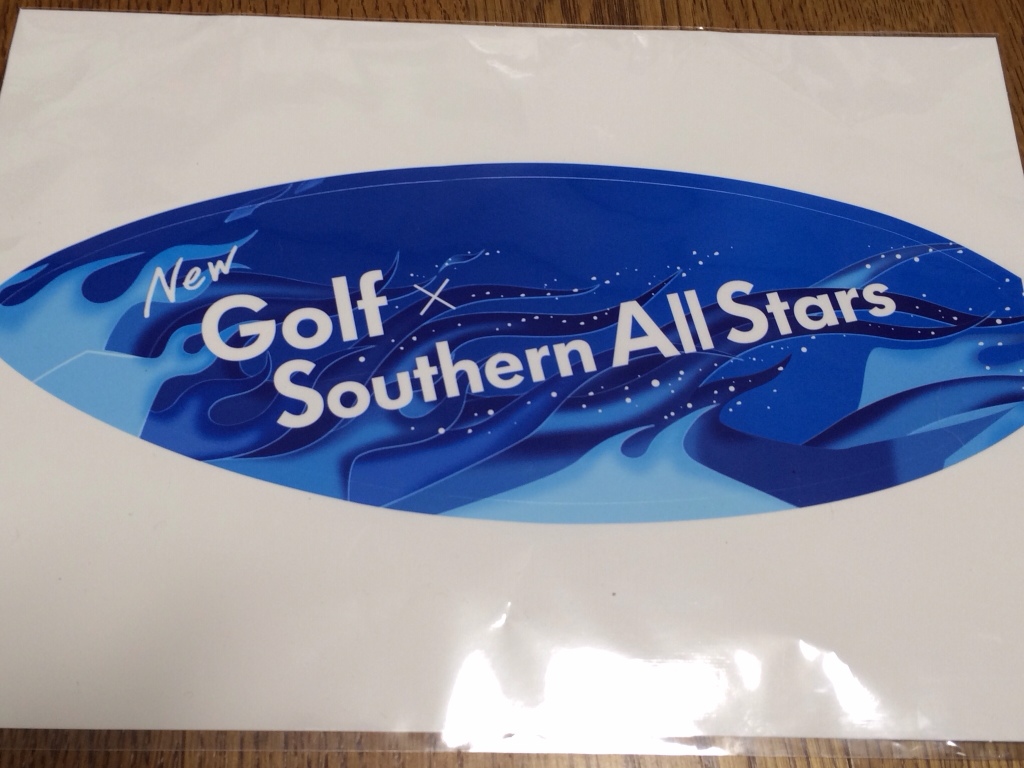 New
Golf ×
Southern All Stars